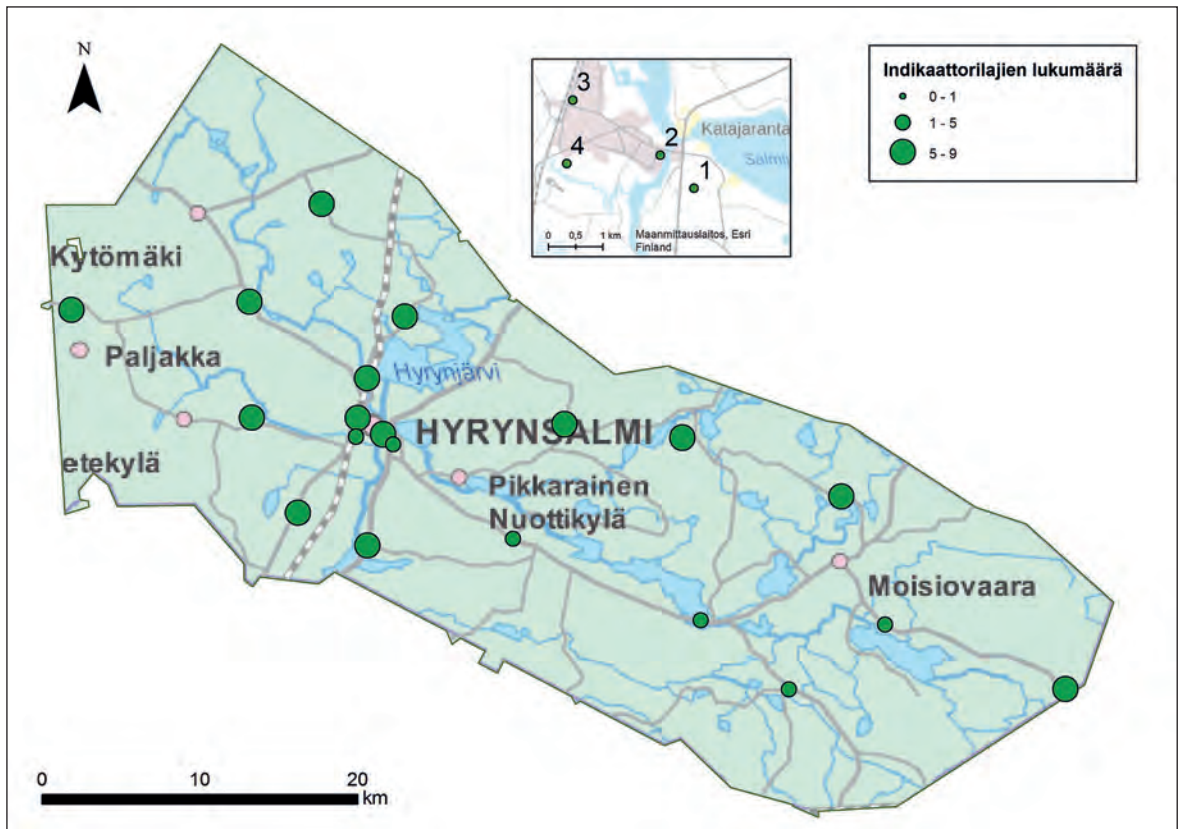 N
3
4
2
1
Katajaranta
Salmi
0 0,5 1 km
Maanmittauslaitos, Esri
Finland
Indikaattorilajien lukumäärä
0 - 1
1 - 5
5 - 9
Kytömäki
Paljakka
Hyrynjärvi
HYRYNSALMI
etekylä
Pikkarainen
Nuottikylä
Moisiovaara
0 10 20
km